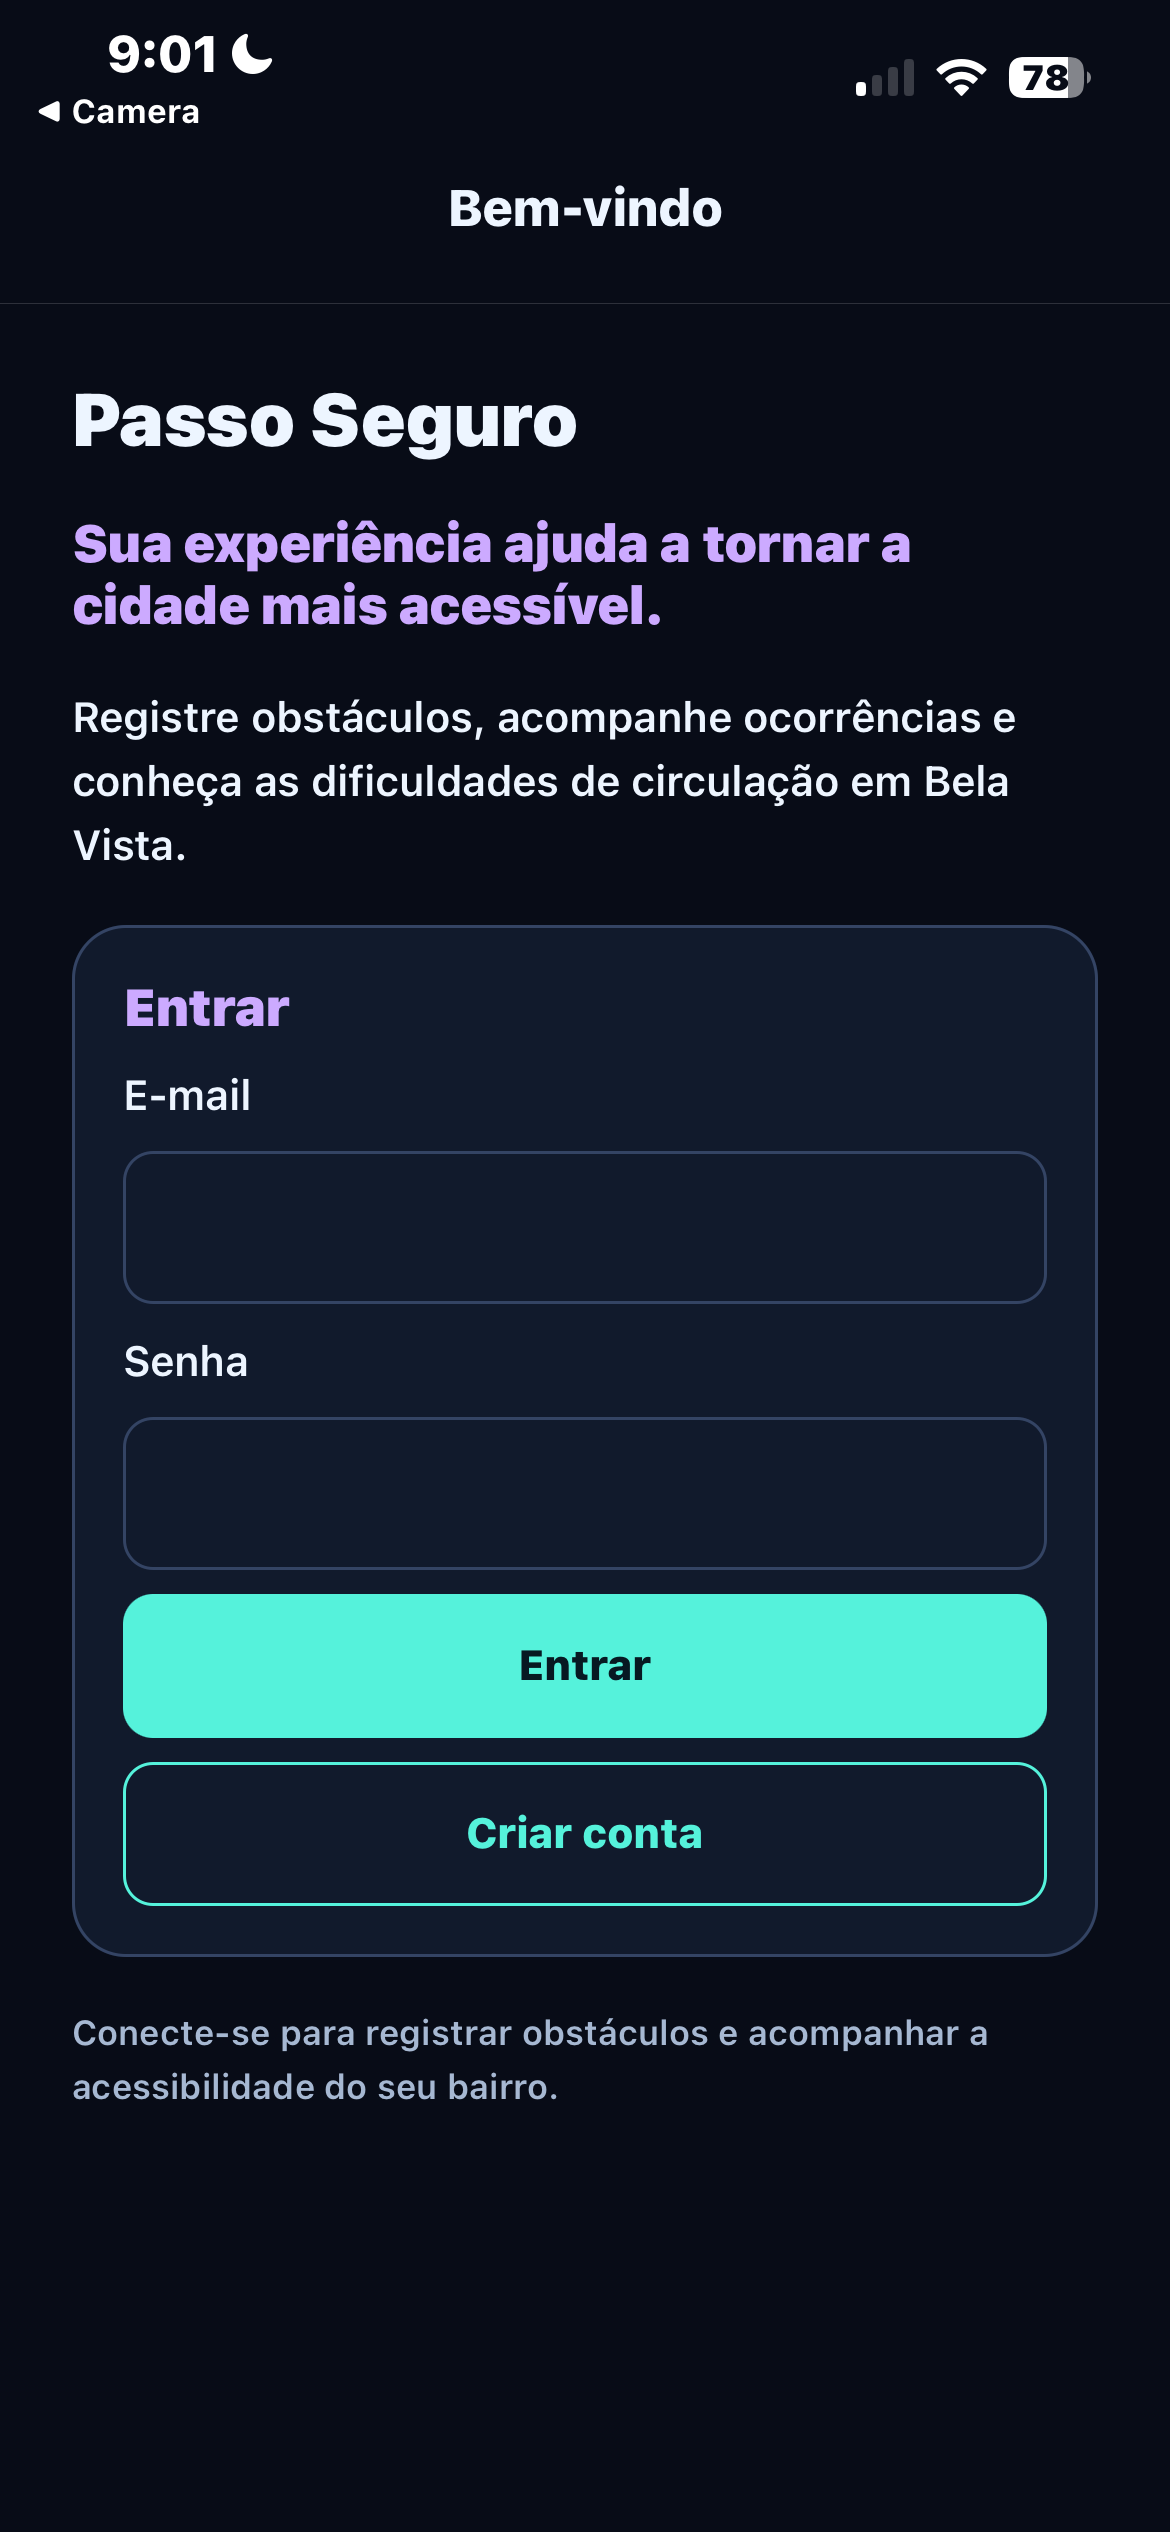 9:01
78
Camera
Bem-vindo
Passo Seguro
Sua experiência ajuda a tornar a
cidade mais acessível.
Registre obstáculos, acompanhe ocorrências e
conheça as dificuldades de circulação em Bela
Vista.
Entrar
E-mail
Senha
Entrar
Criar conta
Conecte-se para registrar obstáculos e acompanhar a
acessibilidade do seu bairro.